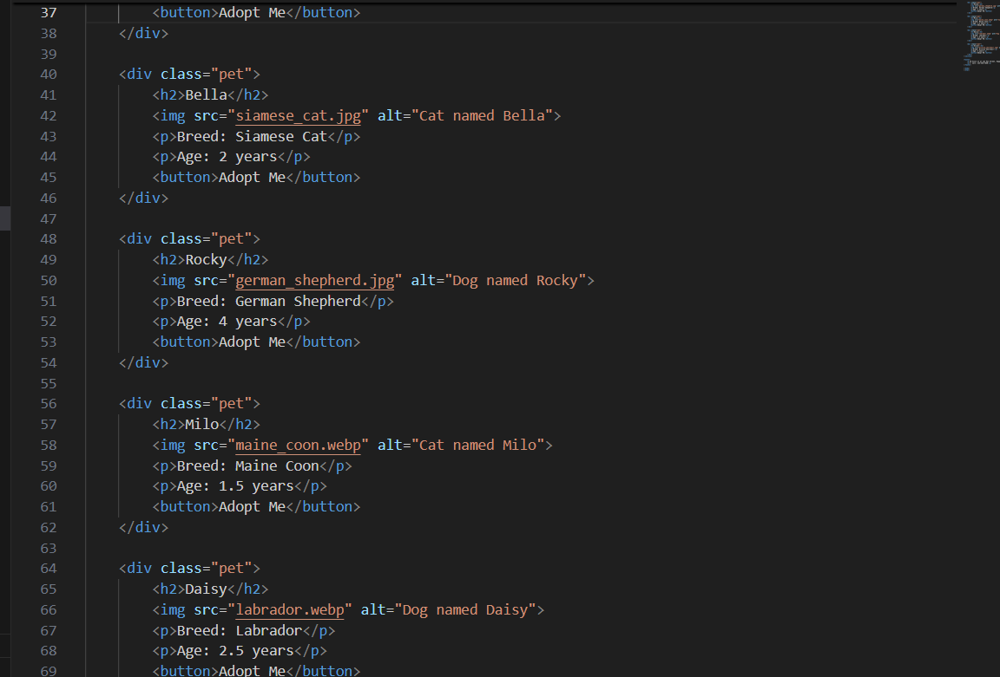 37 <button>Adopt Me</button>
38 </div>
39
40 <div class="pet">
41 <h2>Bella</h2>
42 <img src="siamese_cat.jpg" alt="Cat named Bella">
43 <p>Breed: Siamese Cat</p>
44 <p>Age: 2 years</p>
45 <button>Adopt Me</button>
46 </div>
47
48 <div class="pet">
49 <h2>Rocky</h2>
50 <img src="german_shepherd.jpg" alt="Dog named Rocky">
51 <p>Breed: German Shepherd</p>
52 <p>Age: 4 years</p>
53 <button>Adopt Me</button>
54 </div>
55
56 <div class="pet">
57 <h2>Milo</h2>
58 <img src="maine_coon.webp" alt="Cat named Milo">
59 <p>Breed: Maine Coon</p>
60 <p>Age: 1.5 years</p>
61 <button>Adopt Me</button>
62 </div>
63
64 <div class="pet">
65 <h2>Daisy</h2>
66 <img src="labrador.webp" alt="Dog named Daisy">
67 <p>Breed: Labrador</p>
68 <p>Age: 2.5 years</p>
69 <button>Adopt Me</button>